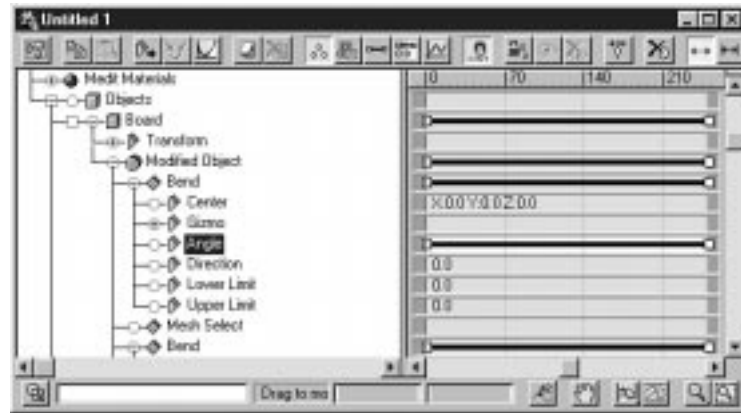 Untitled 1
0 70 140 210
Medit Materials
Objects
Board
Transform
Modified Object
Bend
Center X:0.0 Y:0.0 Z:0.0
Gizmo
Angle
Direction 0.0
Lower Limit 0.0
Upper Limit 0.0
Mesh Select
Bend
Drag to mo